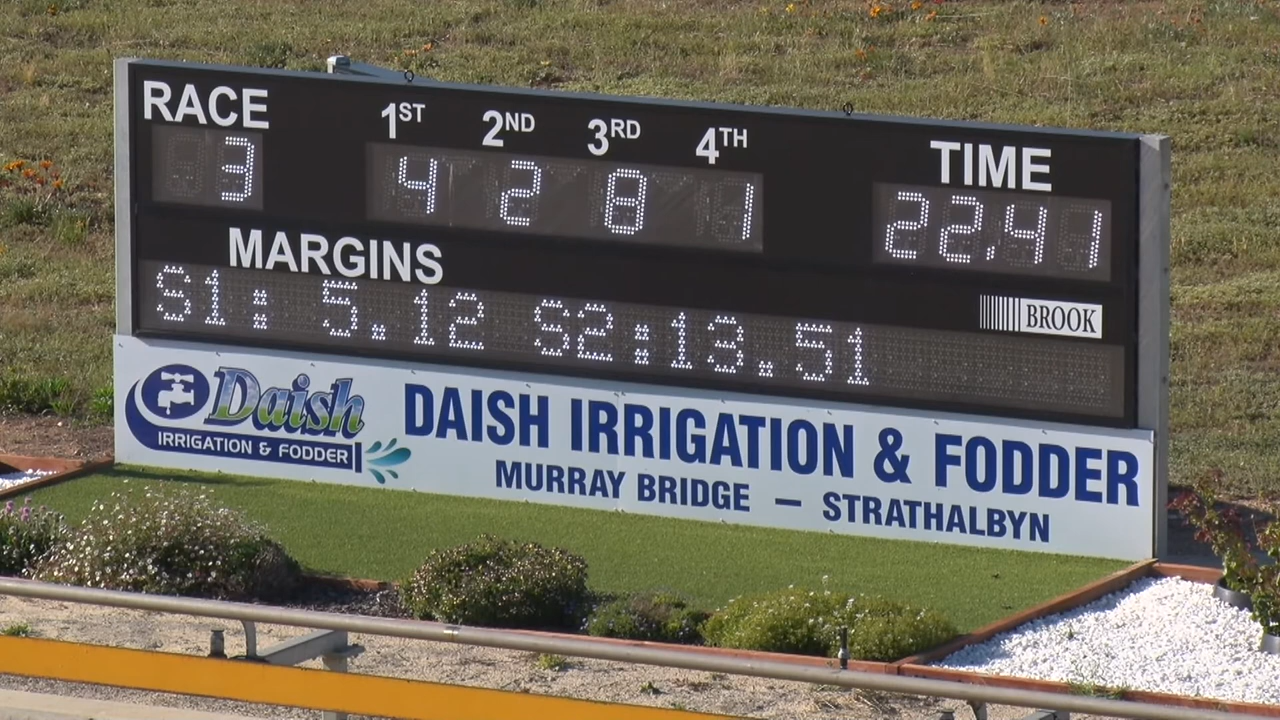 RACE 1ST 2ND 3RD 4TH TIME
3 4 2 8 1 22.41
MARGINS
BROOK
S1: 5.12 S2:13.51
Daish
IRRIGATION & FODDER
DAISH IRRIGATION & FODDER
MURRAY BRIDGE – STRATHALBYN